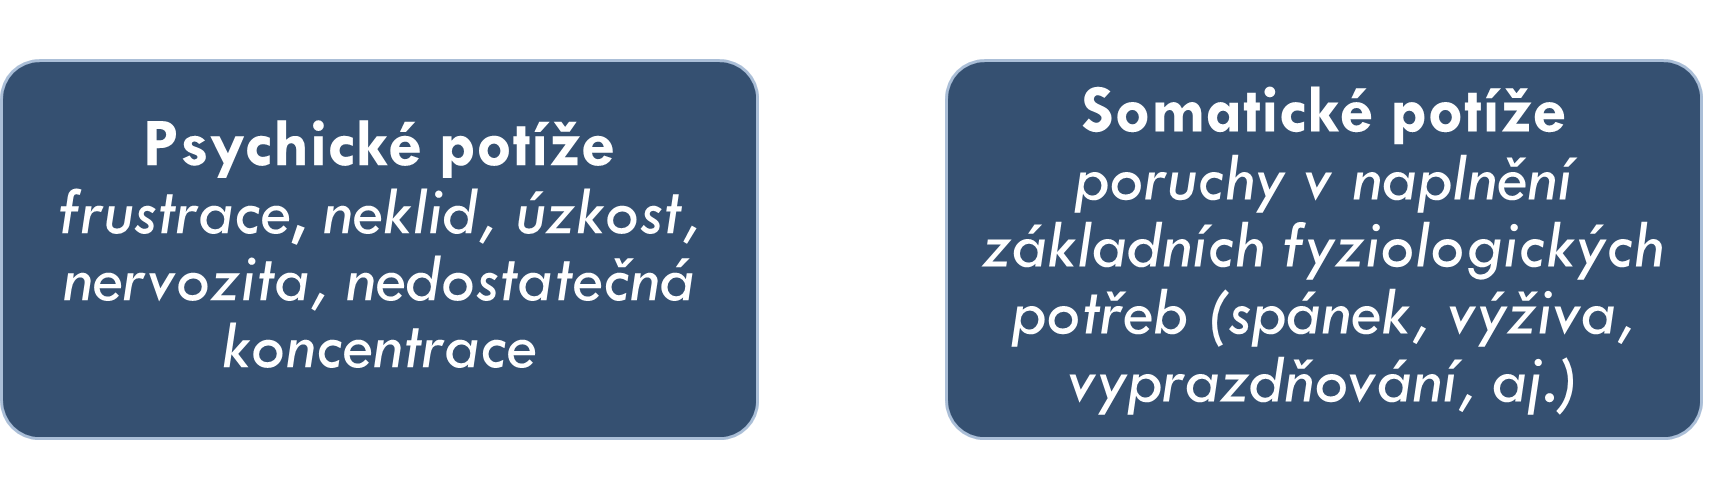 Psychické potíže
frustrace, neklid, úzkost,
nervozita, nedostatečná
koncentrace
Somatické potíže
poruchy v naplnění
základních fyziologických
potřeb (spánek, výživa,
vyprazdňování, aj.)